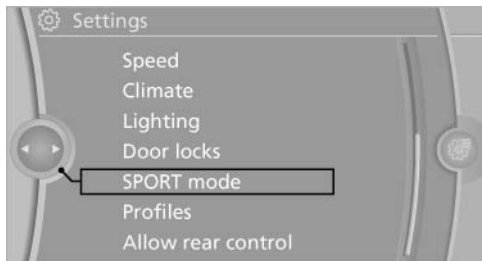 Settings
Speed
Climate
Lighting
Door locks
SPORT mode
Profiles
Allow rear control